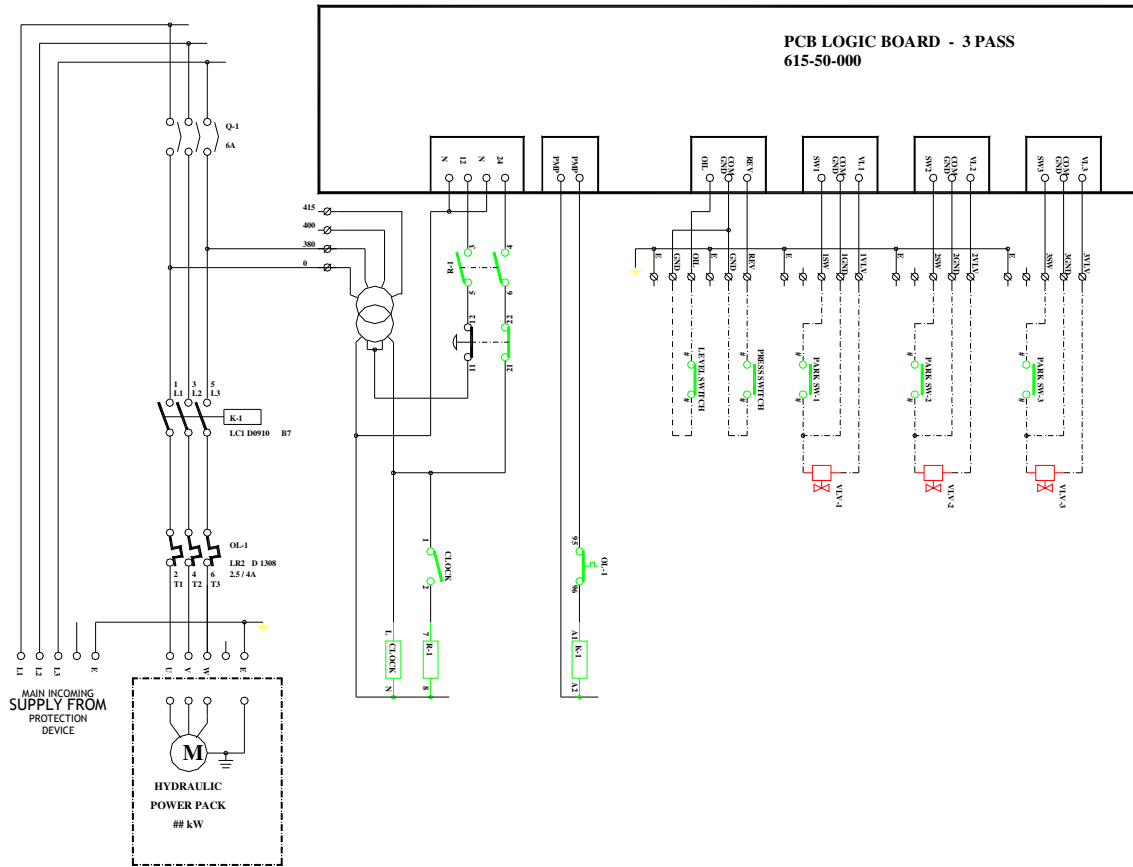 PCB LOGIC BOARD - 3 PASS
615-50-000
Q-1
6A
N
12
N
24
PMP
PMP
OIL
COM
GND
REV
SW1
COM
GND
VL1
SW2
COM
GND
VL2
SW3
COM
GND
VL3
415
400
380
0
3
4
R-1
5
6
12
22
11
21
E
GND
OIL
E
GND
REV
E
1SW
1GND
1VLV
E
2SW
2GND
2VLV
E
3SW
3GND
3VLV
#
LEVEL SWITCH
#
#
PRESS SWITCH
#
#
PARK SW-1
#
#
PARK SW-2
#
#
PARK SW-3
#
VLV-1
VLV-2
VLV-3
1
3
5
L1
L2
L3
K-1
LC1 D0910 B7
OL-1
LR2 D 1308
2.5 / 4A
2
4
6
T1
T2
T3
1
CLOCK
2
95
OL-1
96
L
CLOCK
N
7
R-1
8
A1
K-1
A2
L1
L2
L3
E
U
V
W
E
MAIN INCOMING
SUPPLY FROM
PROTECTION
DEVICE
M
HYDRAULIC
POWER PACK
## kW